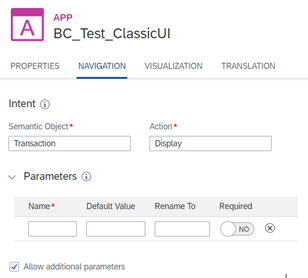 A
APP
BC_Test_ClassicUI
PROPERTIES NAVIGATION VISUALIZATION TRANSLATION
Intent
Semantic Object* Action*
Transaction Display
Parameters
Name* Default Value Rename To Required
NO
Allow additional parameters